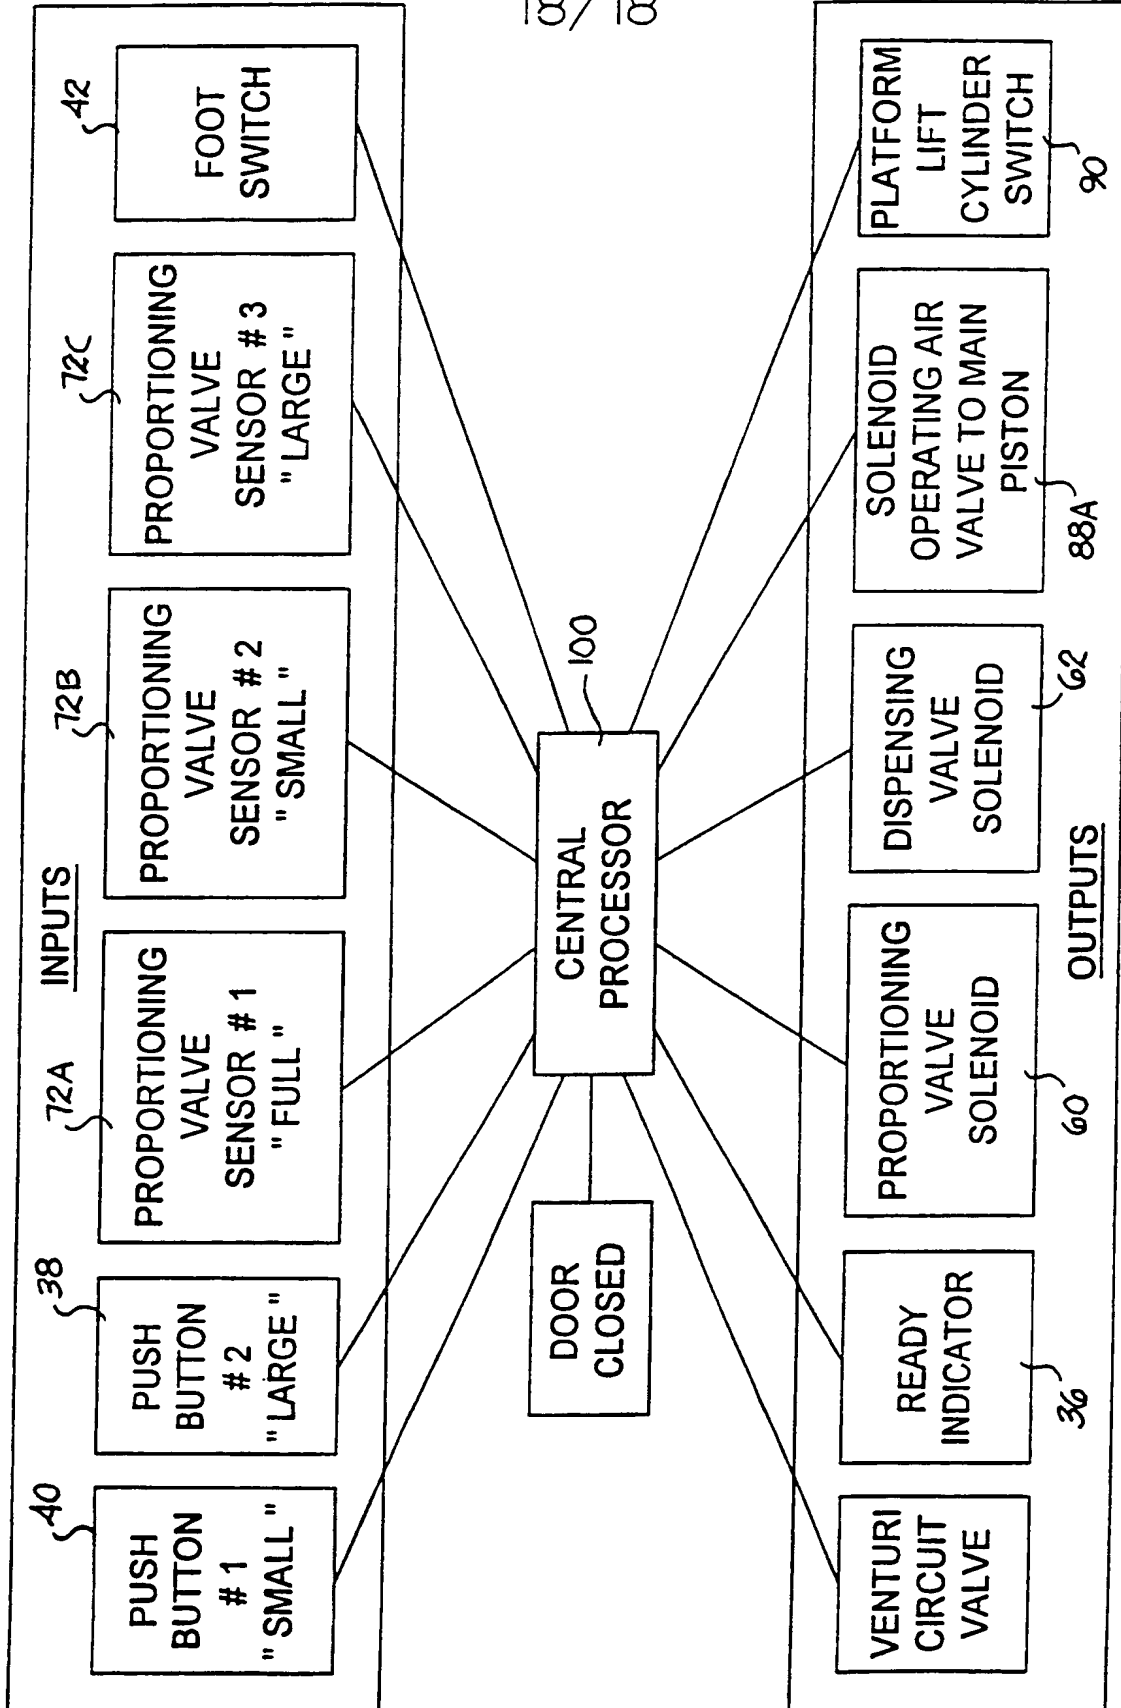 18/18
INPUTS
40
PUSH
BUTTON
# 1
" SMALL "
38
PUSH
BUTTON
# 2
" LARGE "
72A
PROPORTIONING
VALVE
SENSOR # 1
" FULL "
72B
PROPORTIONING
VALVE
SENSOR # 2
" SMALL "
72C
PROPORTIONING
VALVE
SENSOR # 3
" LARGE "
42
FOOT
SWITCH
DOOR
CLOSED
CENTRAL
PROCESSOR
100
VENTURI
CIRCUIT
VALVE
READY
INDICATOR
36
PROPORTIONING
VALVE
SOLENOID
60
DISPENSING
VALVE
SOLENOID
62
SOLENOID
OPERATING AIR
VALVE TO MAIN
PISTON
88A
PLATFORM
LIFT
CYLINDER
SWITCH
90
OUTPUTS